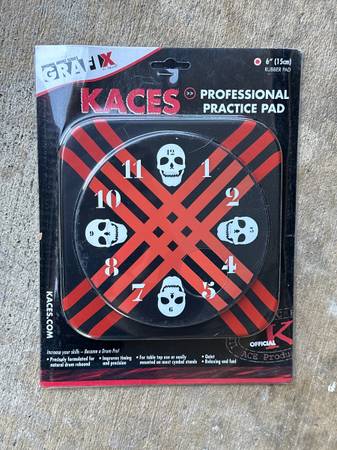 GRAFIX
KACES
PROFESSIONAL
PRACTICE PAD
6" (15cm)
RUBBER PAD
12
11 1
10 2
9 3
8 4
7 5
6
KACES.COM
Increase your skills - Become a Drum Pro!
• Precisely formulated for natural drum rebound
• Improves timing and precision
• For table top use or easily mounted on most cymbal stands
• Quiet
• Relaxing and fun!
OFFICIAL K
ACE Produ